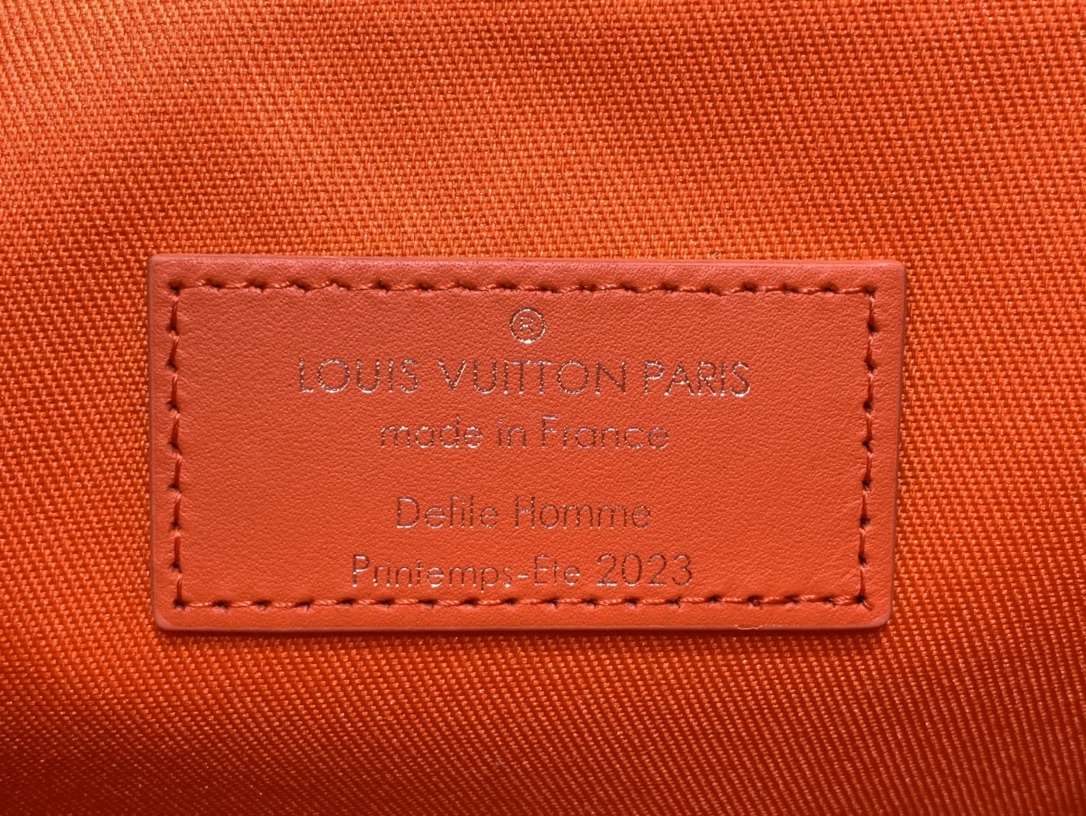 ®
LOUIS VUITTON PARIS
made in France
Defile Homme
Printemps-Ete 2023